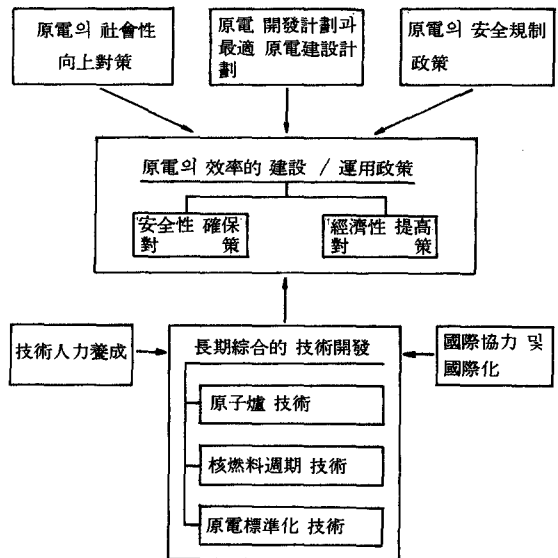 原電의 社會性
向上對策
原電 開發計劃과
最適 原電建設計
劃
原電의 安全規制
政策
原電의 效率的 建設 / 運用政策
安全性 確保
對 策
經濟性 提高
對 策
技術人力養成
長期綜合的 技術開發
國際協力 및
國際化
原子爐 技術
核燃料週期 技術
原電標準化 技術